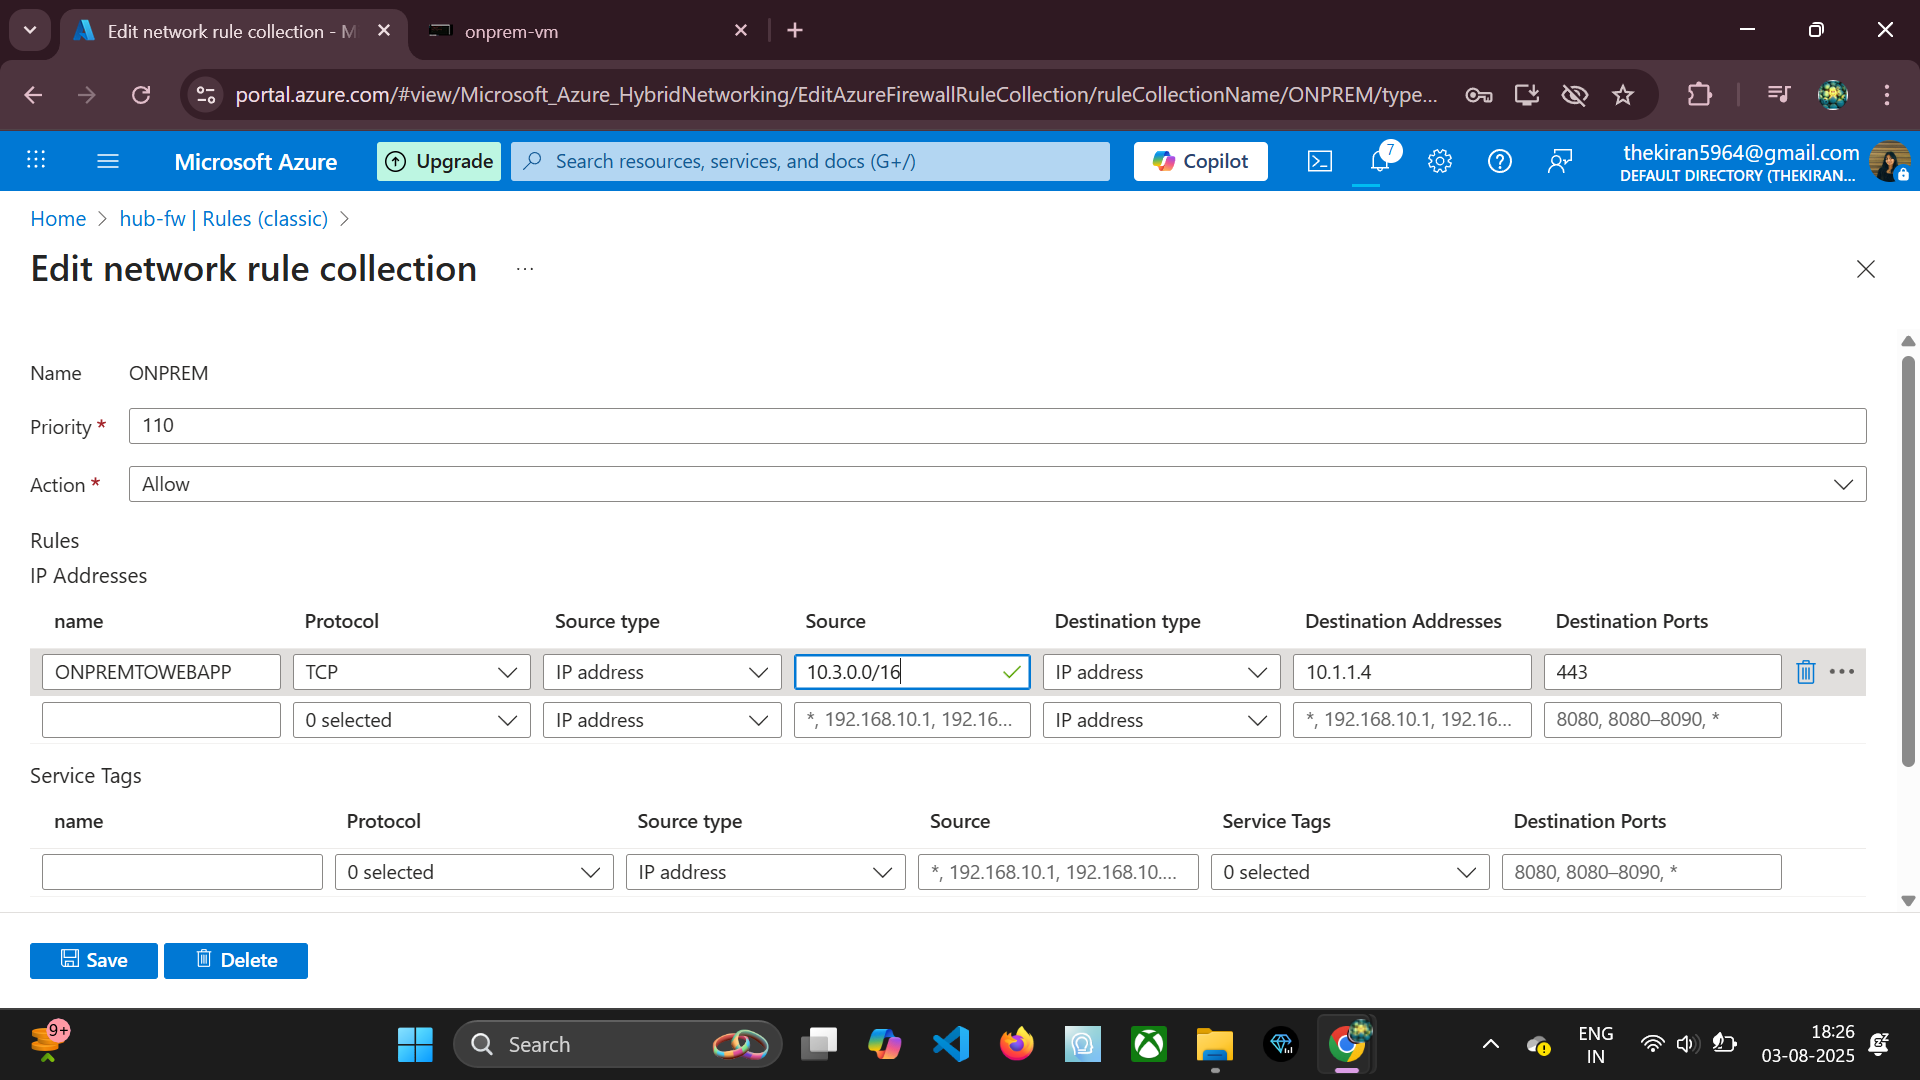 Edit network rule collection - M
onprem-vm
portal.azure.com/#view/Microsoft_Azure_HybridNetworking/EditAzureFirewallRuleCollection/ruleCollectionName/ONPREM/type...
Microsoft Azure
Upgrade
Search resources, services, and docs (G+/)
Copilot
7
thekiran5964@gmail.com
DEFAULT DIRECTORY (THEKIRAN...
Home > hub-fw | Rules (classic) >
Edit network rule collection ...
Name ONPREM
Priority * 110
Action * Allow
Rules
IP Addresses
name Protocol Source type Source Destination type Destination Addresses Destination Ports
ONPREMTOWEBAPP TCP IP address 10.3.0.0/16 IP address 10.1.1.4 443
0 selected IP address *, 192.168.10.1, 192.16... IP address *, 192.168.10.1, 192.16... 8080, 8080–8090, *
Service Tags
name Protocol Source type Source Service Tags Destination Ports
0 selected IP address *, 192.168.10.1, 192.168.10.... 0 selected 8080, 8080–8090, *
Save Delete
9+
Search
ENG
IN
18:26
03-08-2025